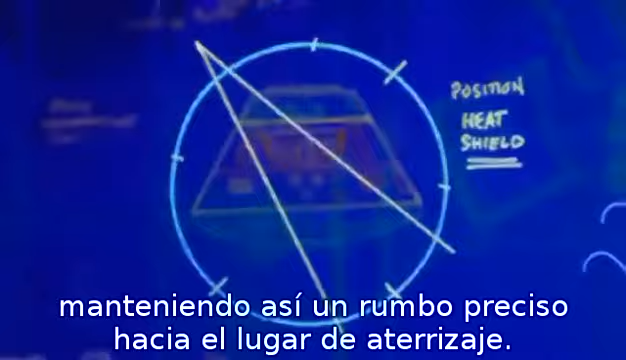 POSITION
HEAT
SHIELD
manteniendo así un rumbo preciso
hacia el lugar de aterrizaje.